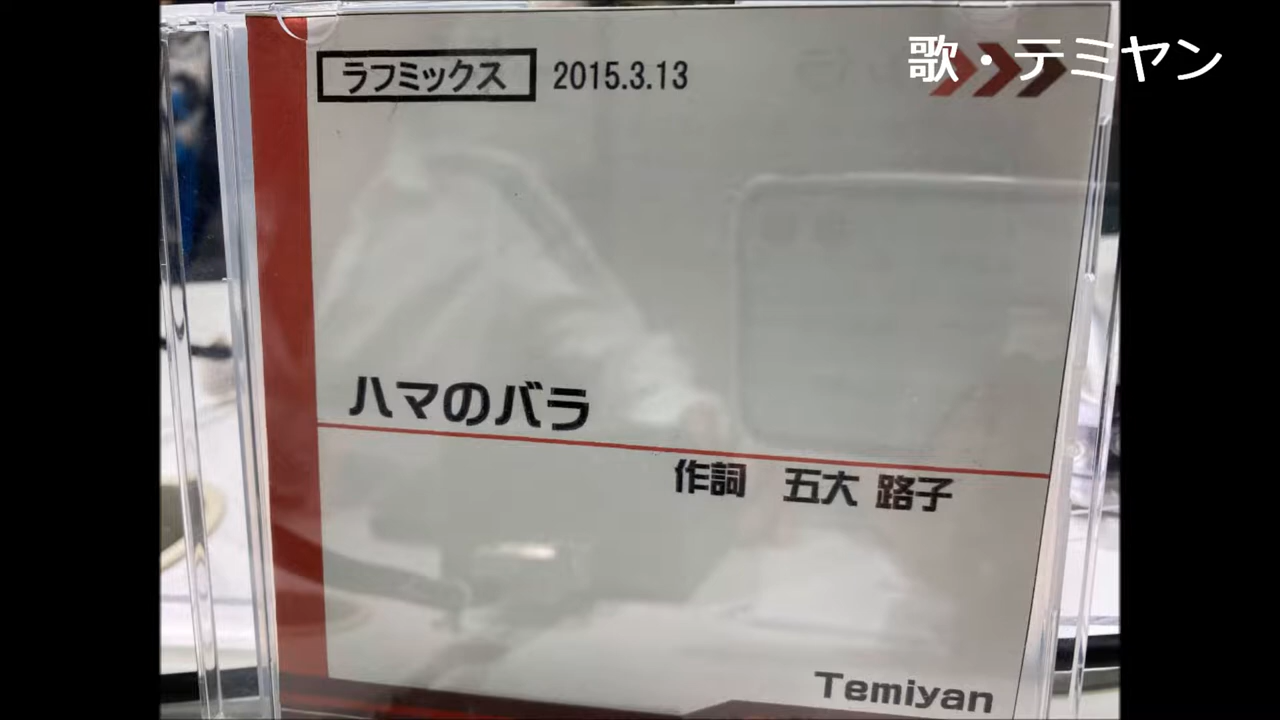 歌・テミヤン
ラフミックス 2015.3.13
ハマのバラ
作詞 五大 路子
Temiyan